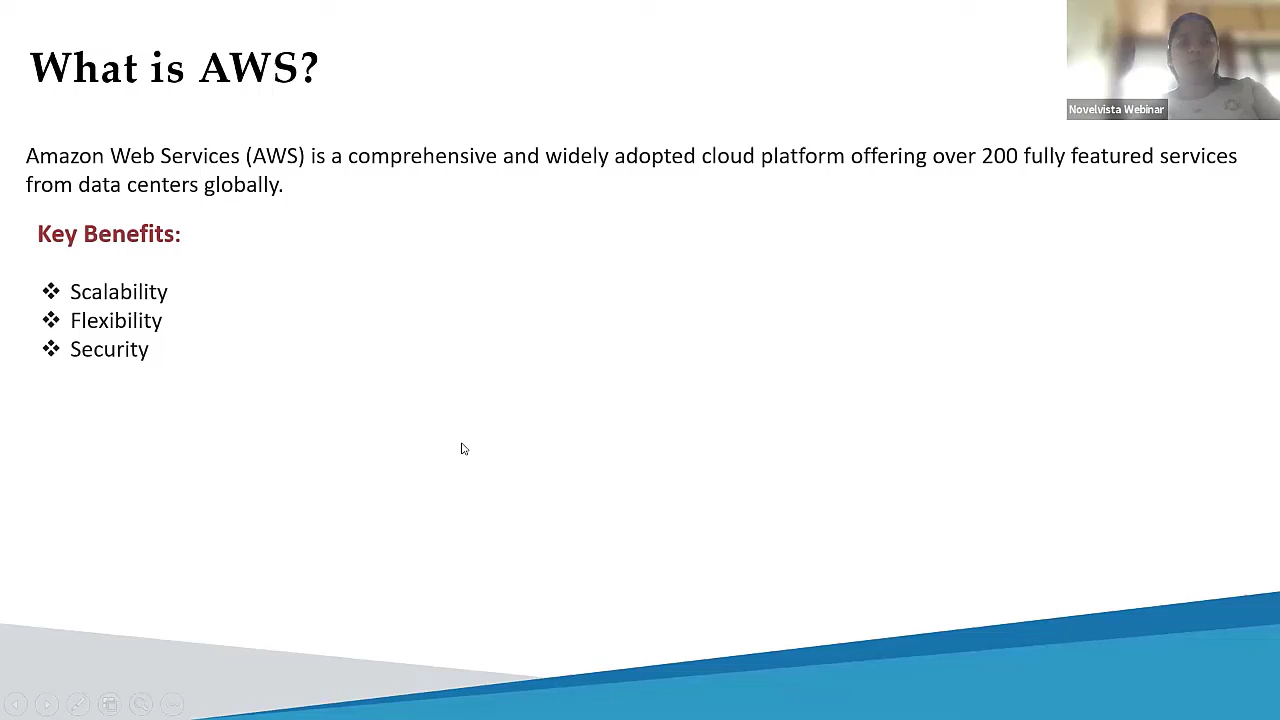 What is AWS?
Novelvista Webinar
Amazon Web Services (AWS) is a comprehensive and widely adopted cloud platform offering over 200 fully featured services
from data centers globally.
Key Benefits:
❖ Scalability
❖ Flexibility
❖ Security